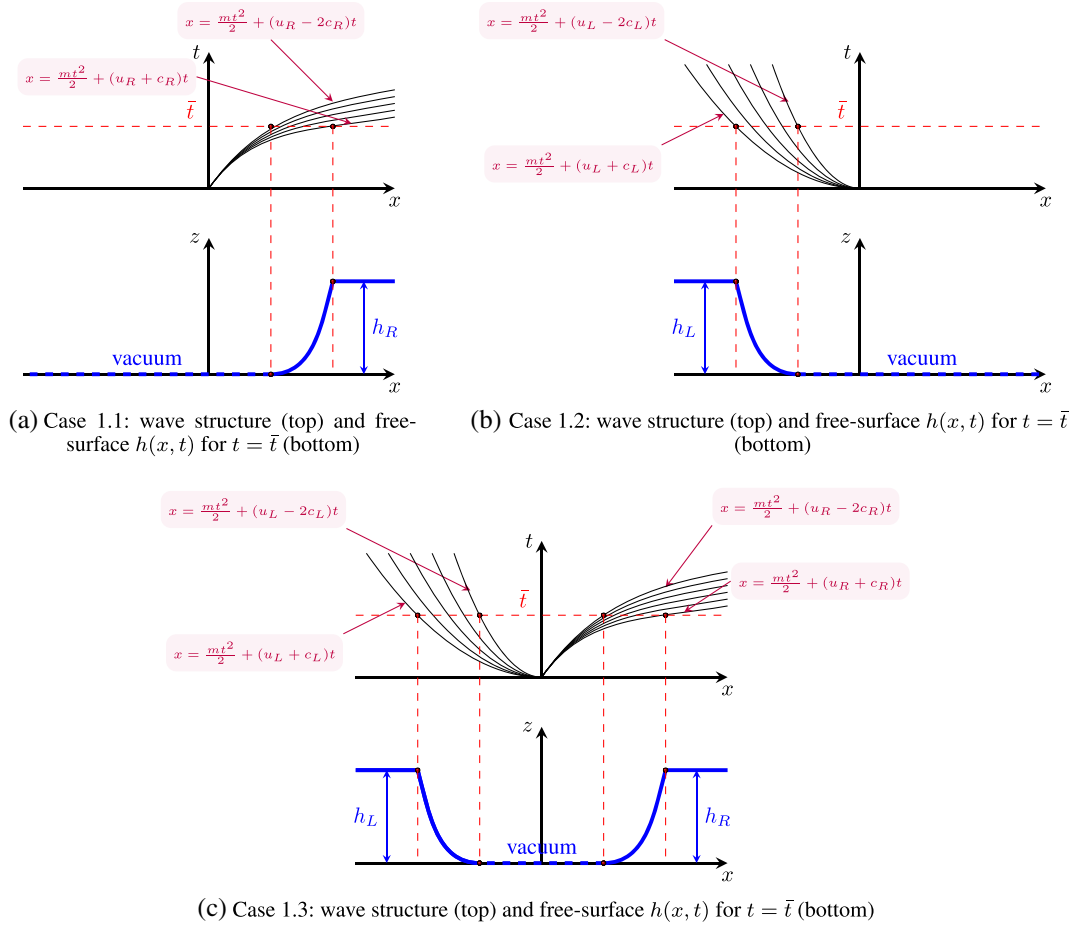 x = mt²/2 + (u_R − 2c_R)t
x = mt²/2 + (u_R + c_R)t
t
t̄
x
z
h_R
vacuum
x
(a) Case 1.1: wave structure (top) and free-
surface h(x, t) for t = t̄ (bottom)
x = mt²/2 + (u_L − 2c_L)t
t
t̄
x = mt²/2 + (u_L + c_L)t
x
z
h_L
vacuum
x
(b) Case 1.2: wave structure (top) and free-surface h(x, t) for t = t̄
(bottom)
x = mt²/2 + (u_L − 2c_L)t
x = mt²/2 + (u_R − 2c_R)t
t
x = mt²/2 + (u_R + c_R)t
t̄
x = mt²/2 + (u_L + c_L)t
x
z
h_L
h_R
vacuum
x
(c) Case 1.3: wave structure (top) and free-surface h(x, t) for t = t̄ (bottom)